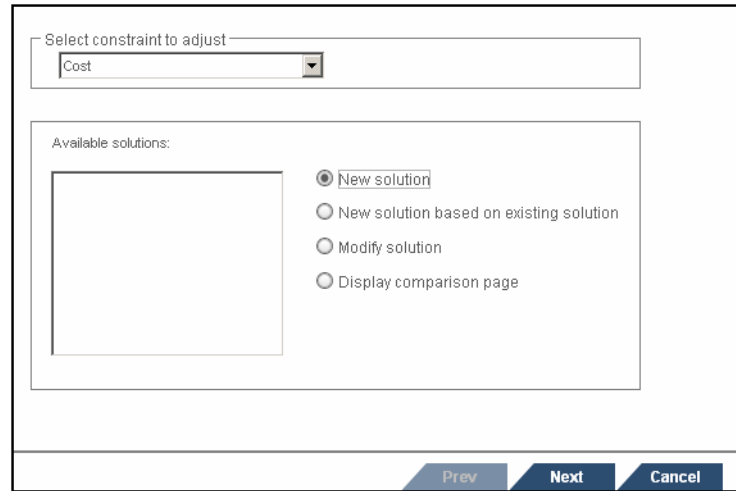 Select constraint to adjust
Cost
Available solutions:
New solution
New solution based on existing solution
Modify solution
Display comparison page
Prev Next Cancel